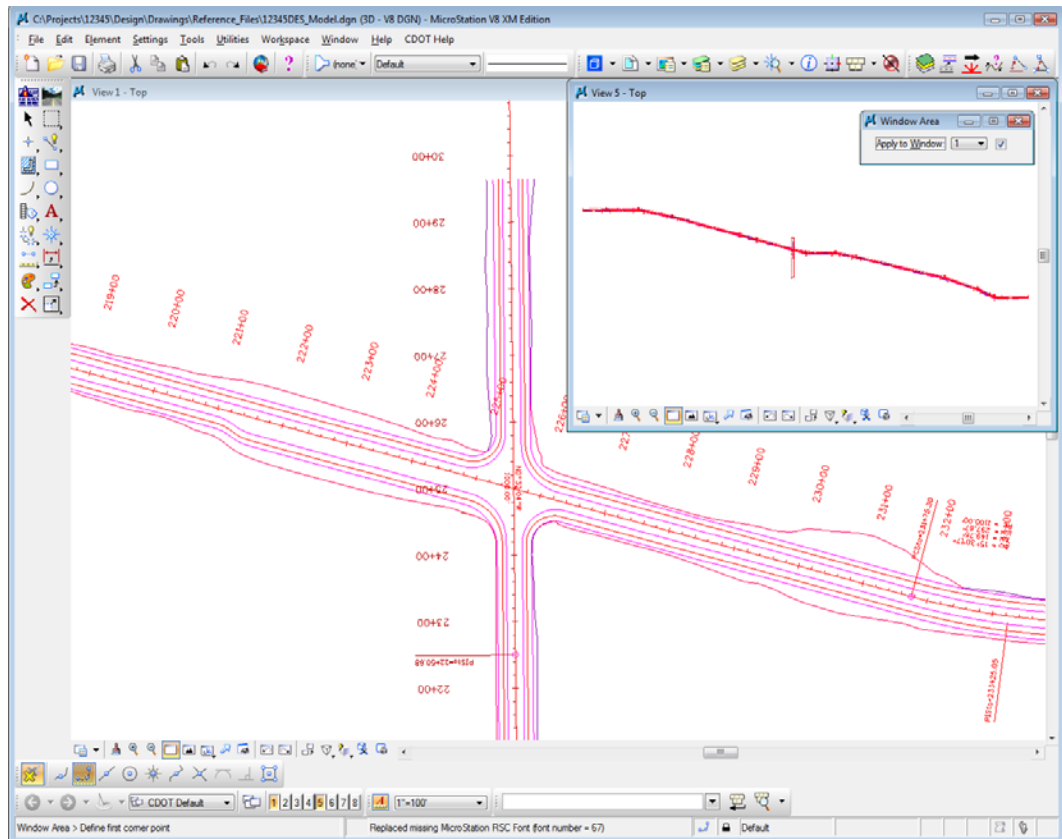 C:\Projects\12345\Design\Drawings\Reference_Files\12345DES_Model.dgn (3D - V8 DGN) - MicroStation V8 XM Edition
File Edit Element Settings Tools Utilities Workspace Window Help CDOT Help
(none) Default
View 1 - Top
View 5 - Top
Window Area
Apply to Window: 1
30+00
29+00
28+00
27+00
26+00
25+00
24+00
23+00
22+00
219+00
220+00
221+00
222+00
223+00
224+00
225+00
226+00
228+00
229+00
230+00
231+00
232+00
CDOT Default
1 2 3 4 5 6 7 8
1"=100'
Window Area > Define first corner point
Replaced missing MicroStation RSC Font (font number = 67)
Default